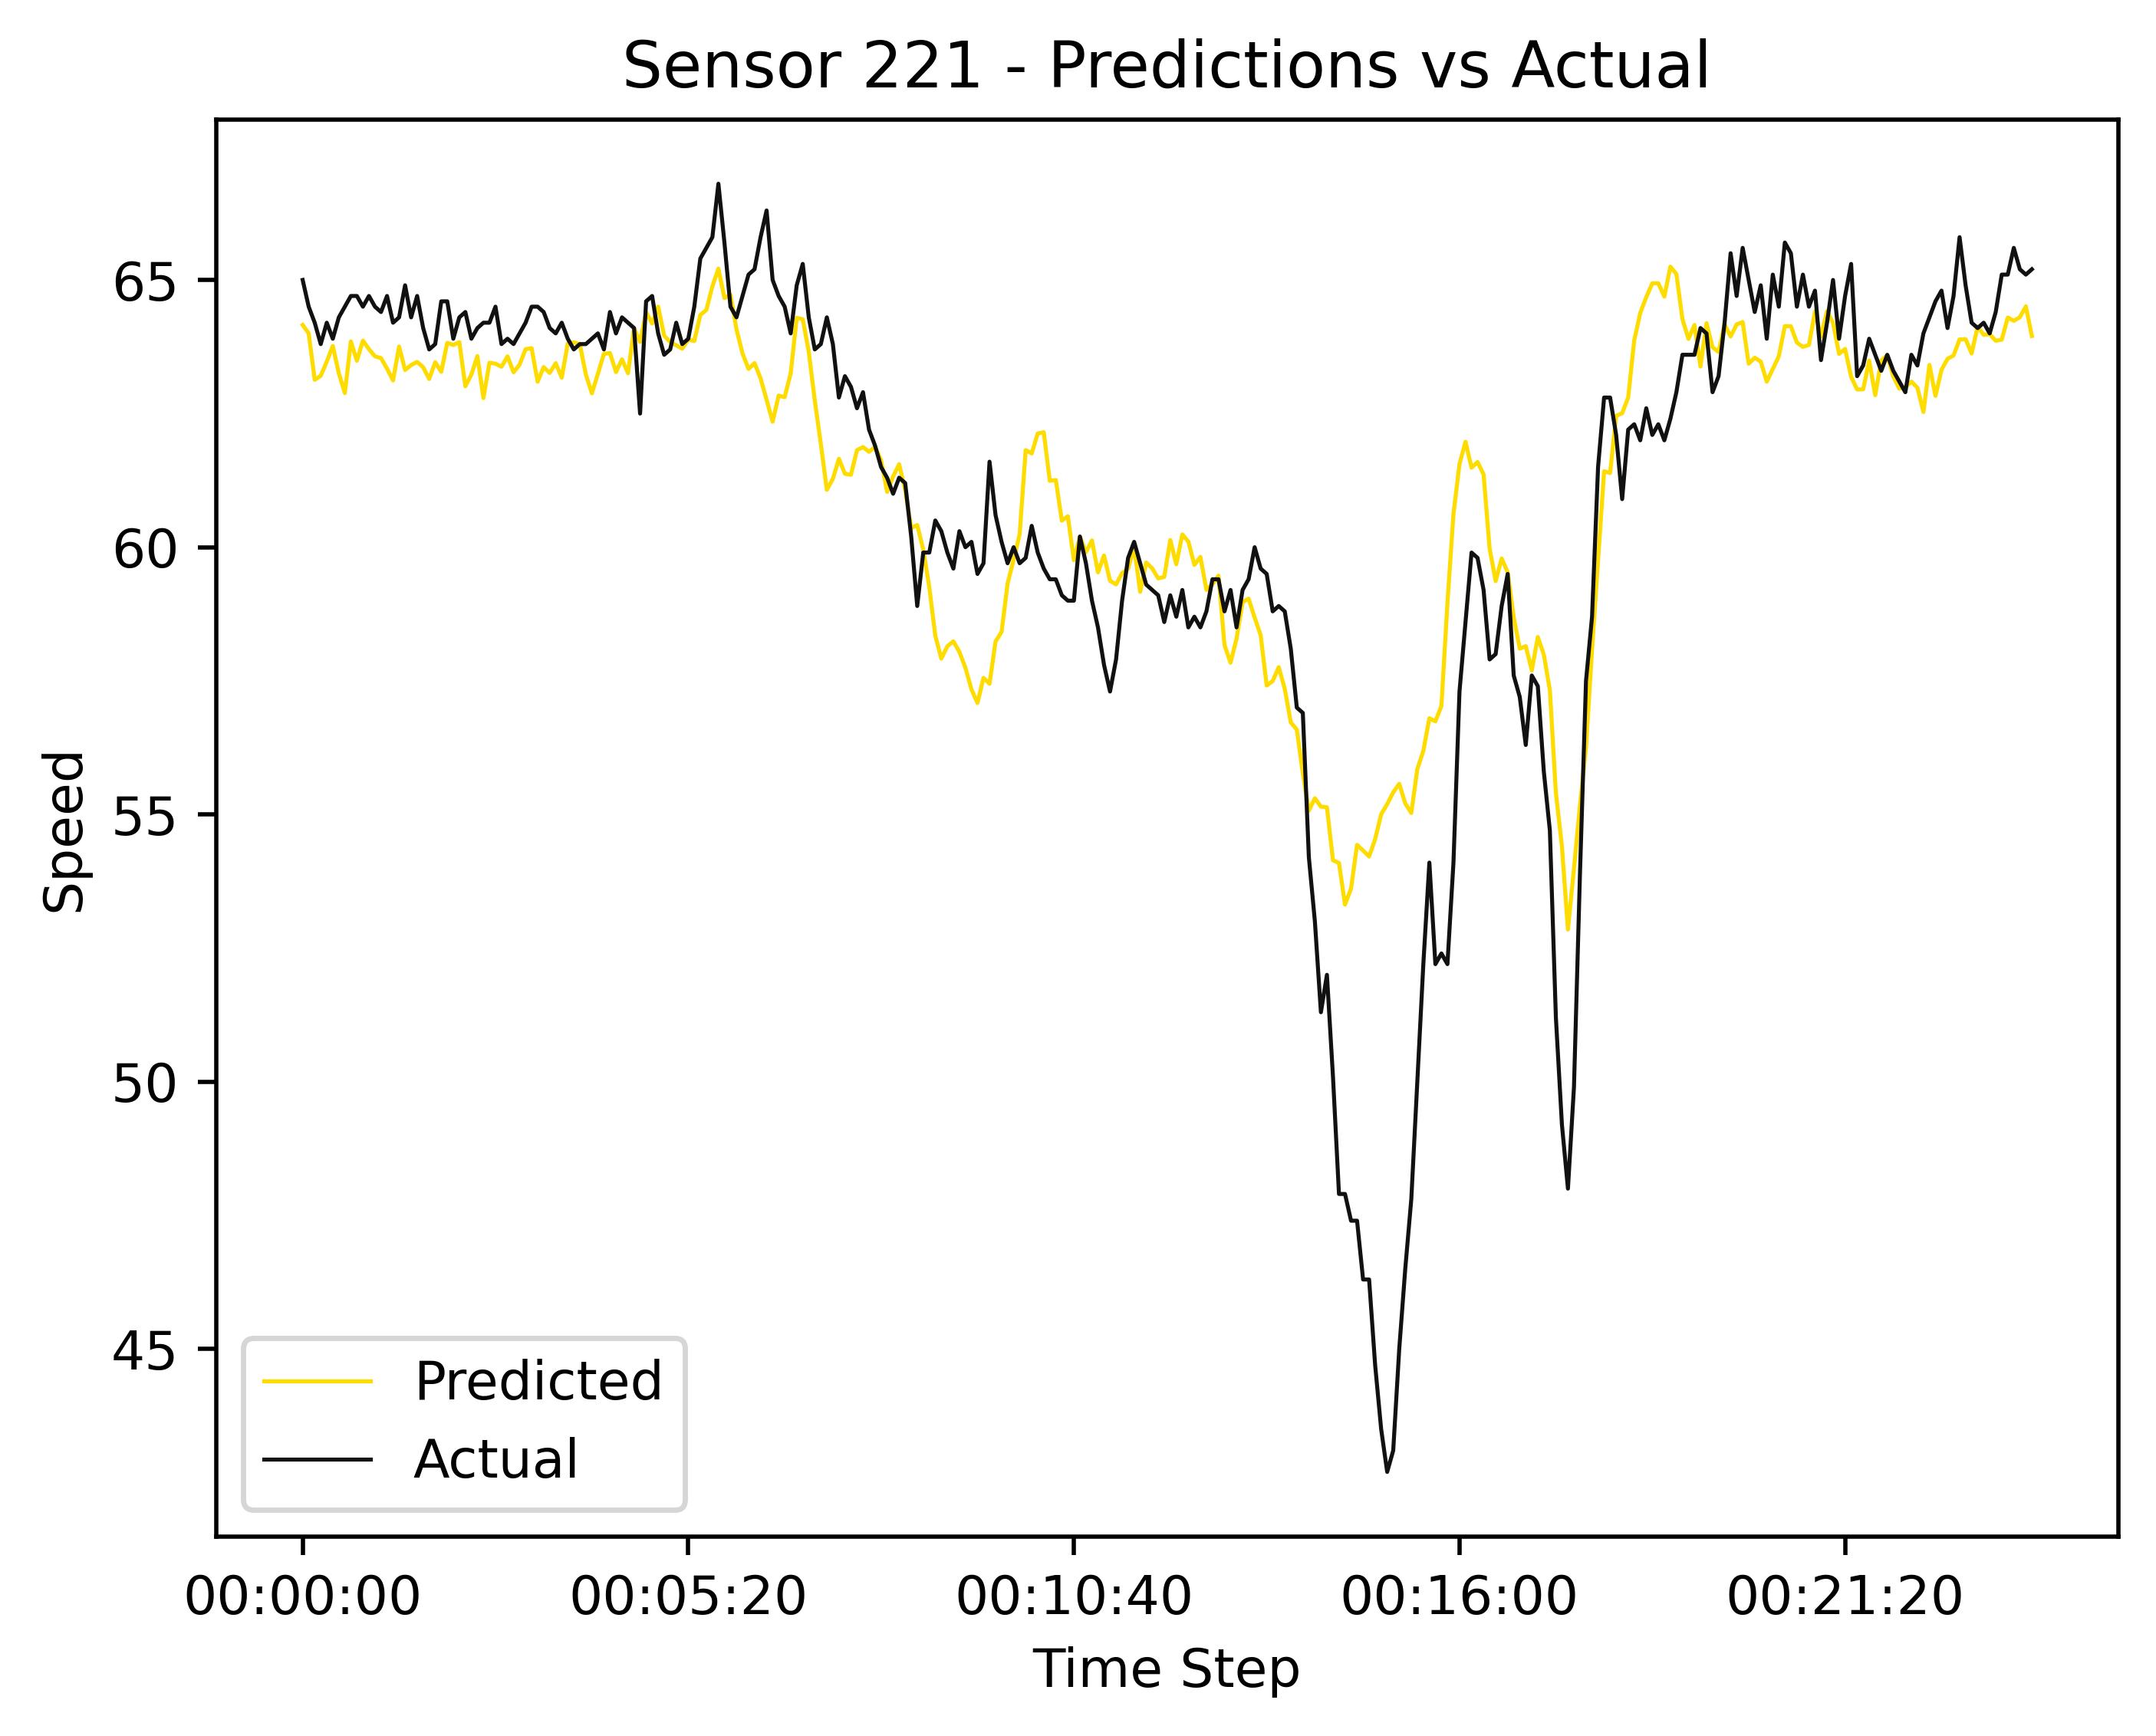 Sensor 221 - Predictions vs Actual
65
60
55
50
45
Speed
Predicted
Actual
00:00:00 00:05:20 00:10:40 00:16:00 00:21:20
Time Step